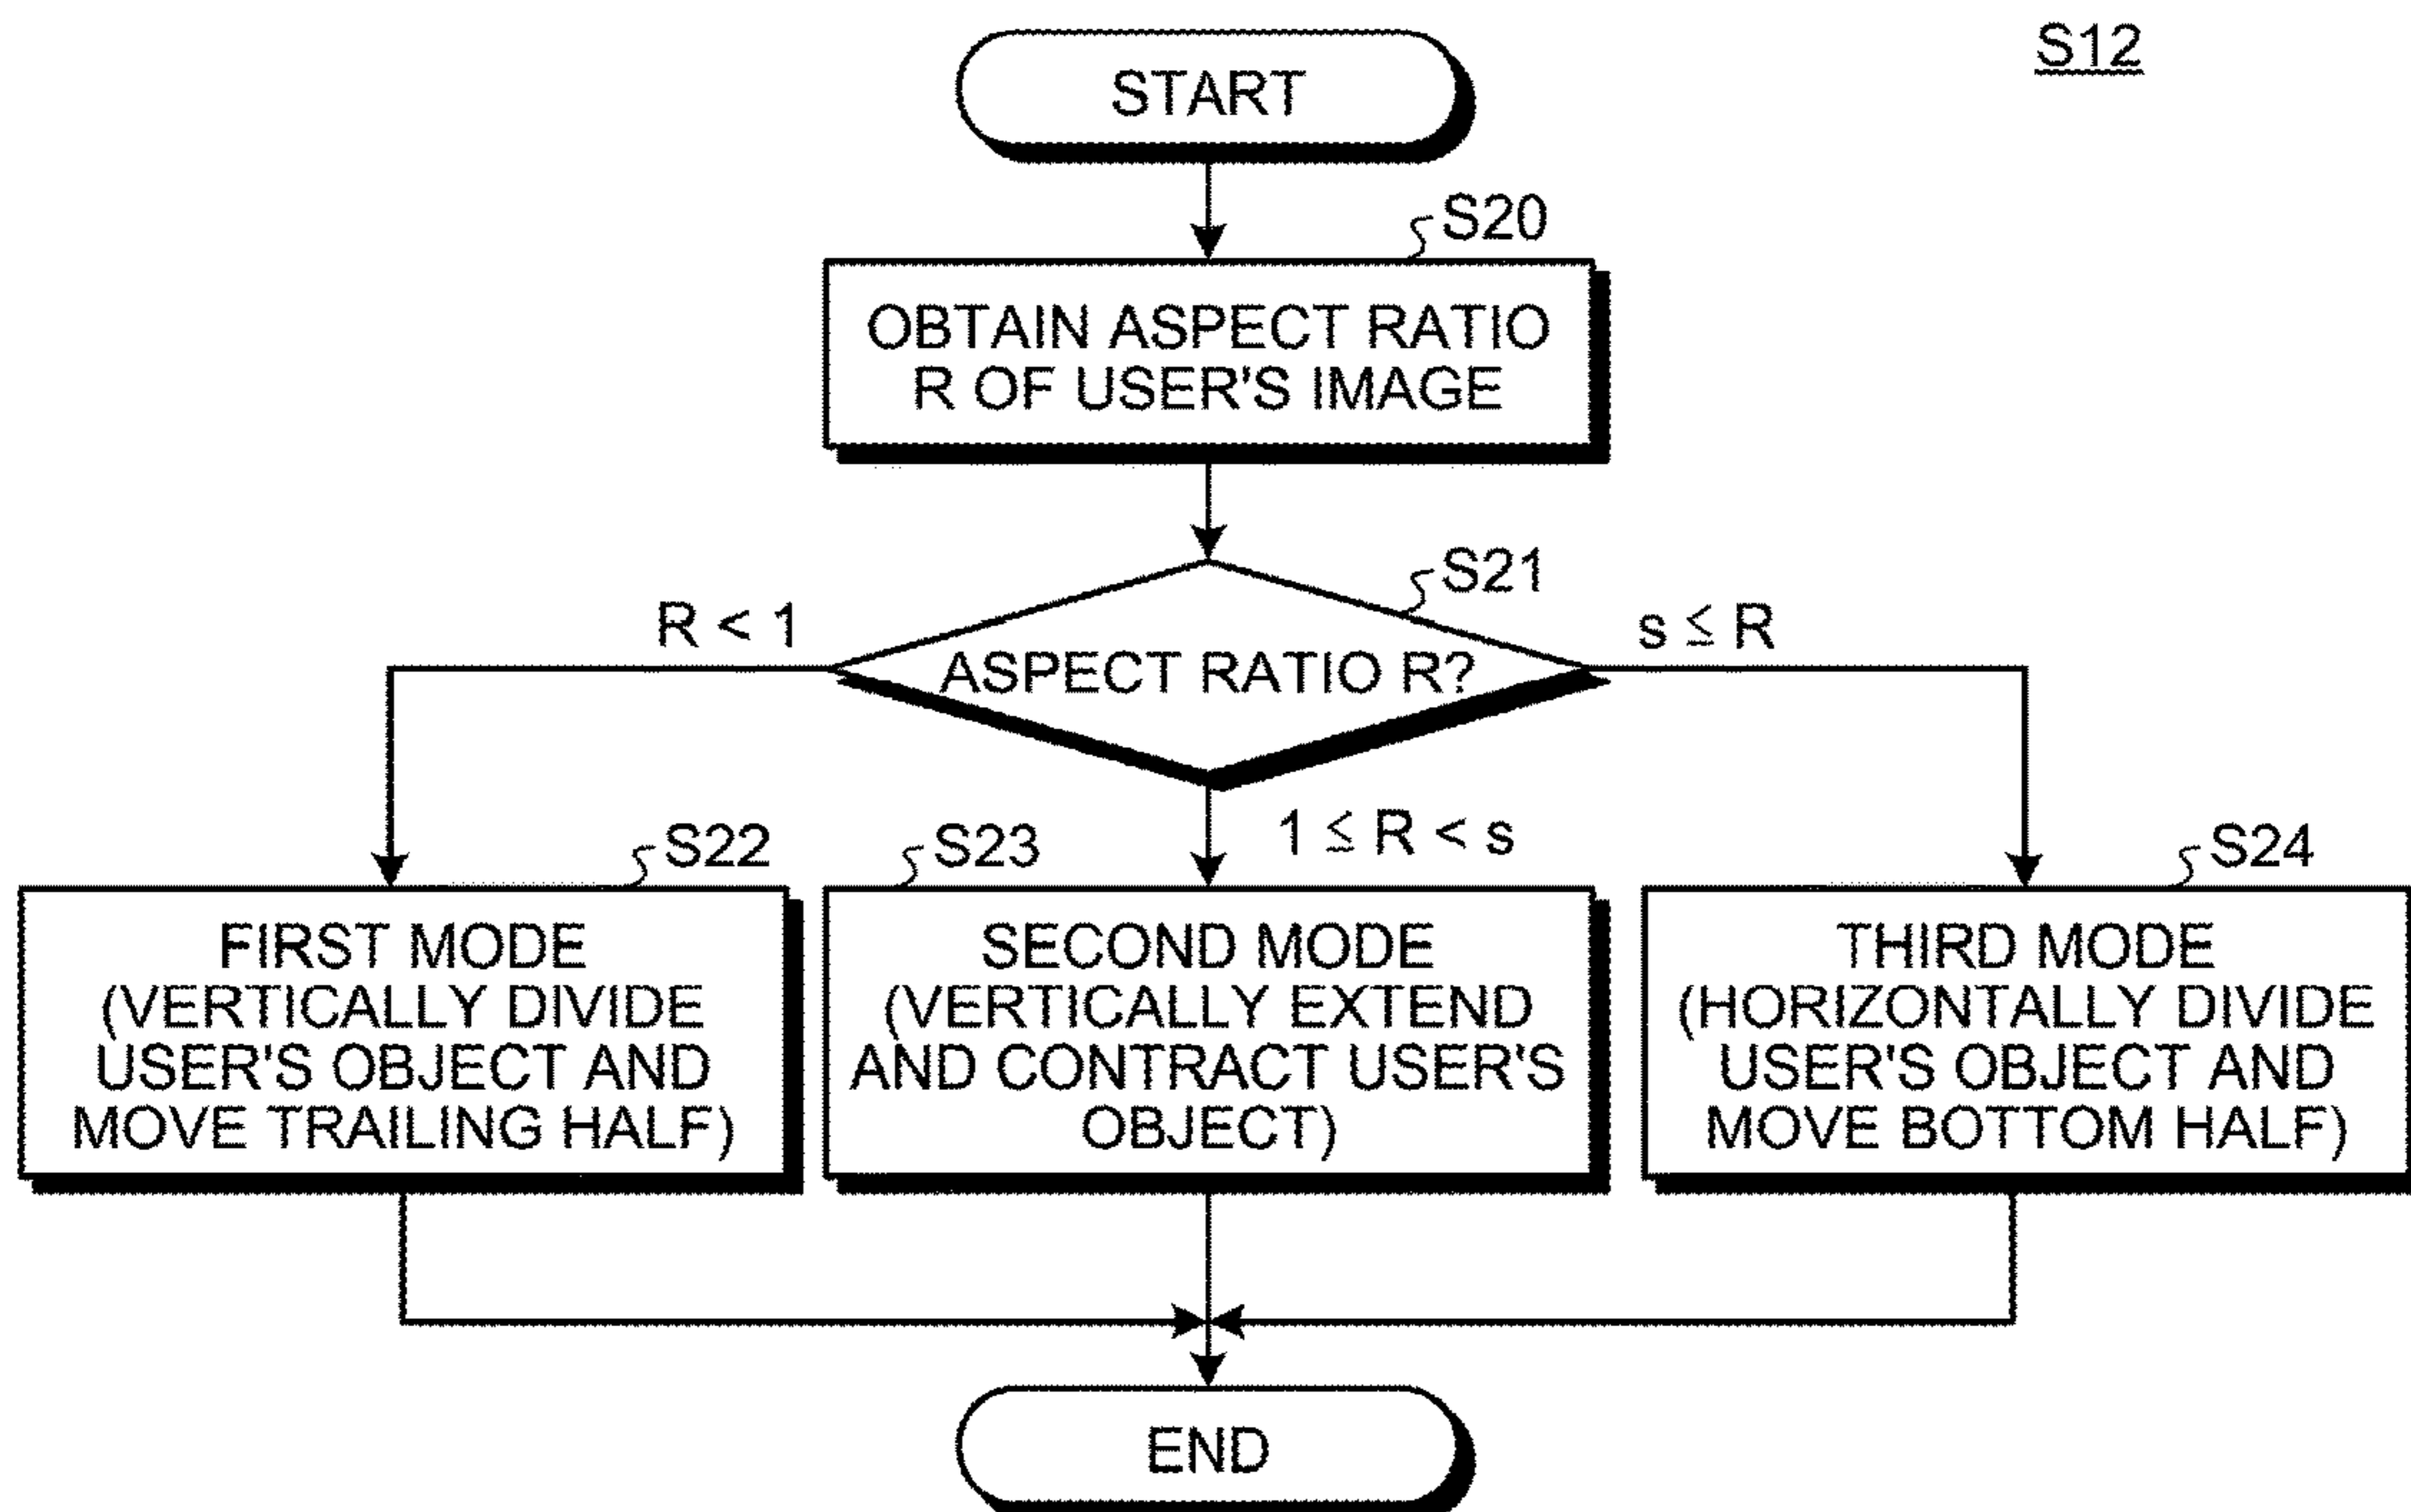 S12
START
S20
OBTAIN ASPECT RATIO
R OF USER'S IMAGE
S21
R < 1
s ≤ R
ASPECT RATIO R?
1 ≤ R < s
S22
FIRST MODE
(VERTICALLY DIVIDE
USER'S OBJECT AND
MOVE TRAILING HALF)
S23
SECOND MODE
(VERTICALLY EXTEND
AND CONTRACT USER'S
OBJECT)
S24
THIRD MODE
(HORIZONTALLY DIVIDE
USER'S OBJECT AND
MOVE BOTTOM HALF)
END